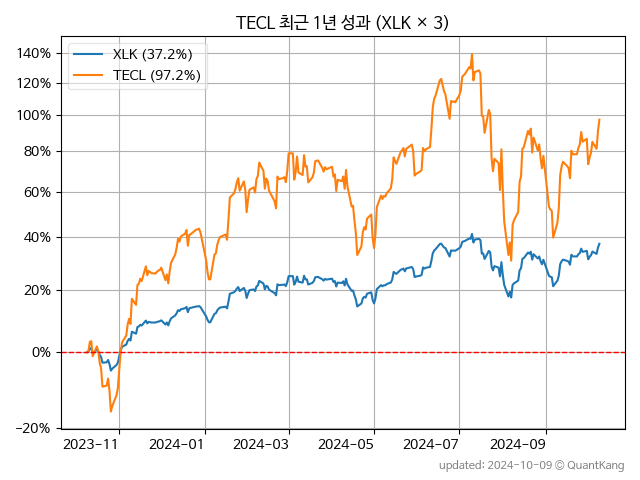 TECL 최근 1년 성과 (XLK × 3)
XLK (37.2%)
TECL (97.2%)
140%
120%
100%
80%
60%
40%
20%
0%
−20%
2023−11 2024−01 2024−03 2024−05 2024−07 2024−09
updated: 2024-10-09 ⓒ QuantKang